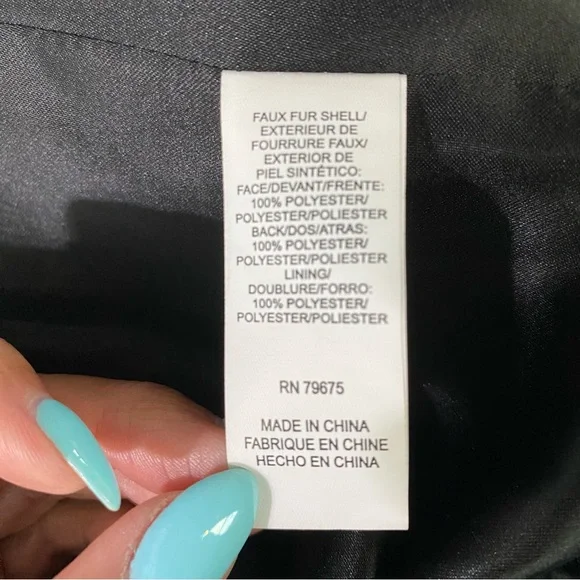 FAUX FUR SHELL/
EXTERIEUR DE
FOURRURE FAUX/
EXTERIOR DE
PIEL SINTÉTICO:
FACE/DEVANT/FRENTE:
100% POLYESTER/
POLYESTER/POLIESTER
BACK/DOS/ATRAS:
100% POLYESTER/
POLYESTER/POLIESTER
LINING/
DOUBLURE/FORRO:
100% POLYESTER/
POLYESTER/POLIESTER
RN 79675
MADE IN CHINA
FABRIQUE EN CHINE
HECHO EN CHINA